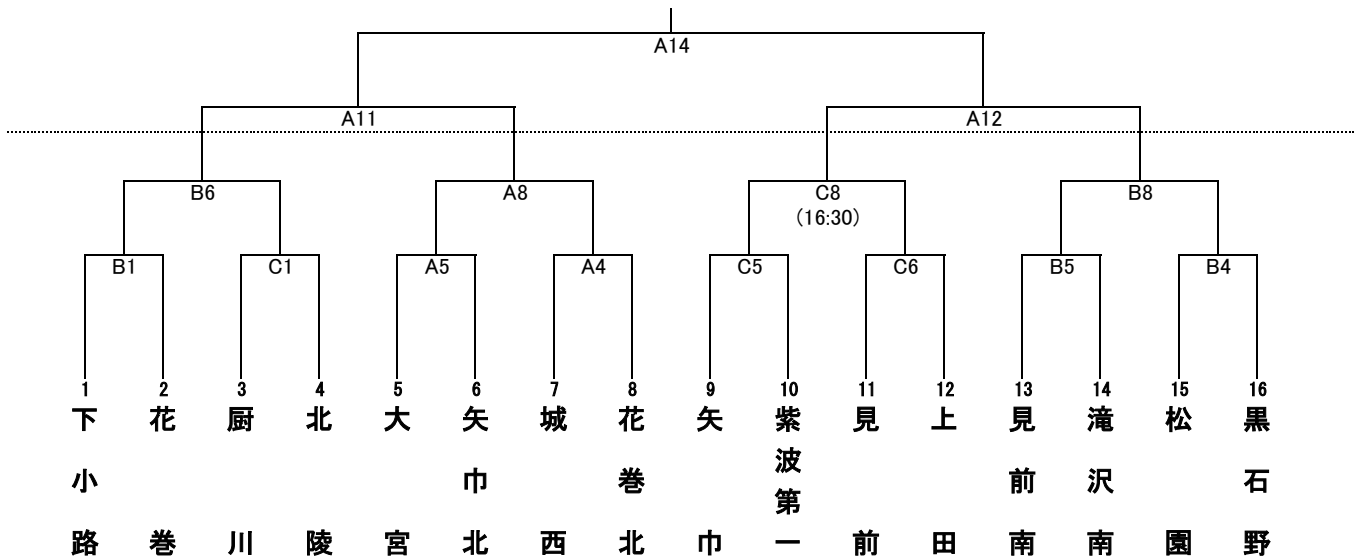 A14
A11 A12
B6 A8 C8 B8
(16:30)
B1 C1 A5 A4 C5 C6 B5 B4
1 2 3 4 5 6 7 8 9 10 11 12 13 14 15 16
下小路
花巻
厨川
北陵
大宮
矢巾北
城西
花巻北
矢巾
紫波第一
見前
上田
見前南
滝沢南
松園
黒石野